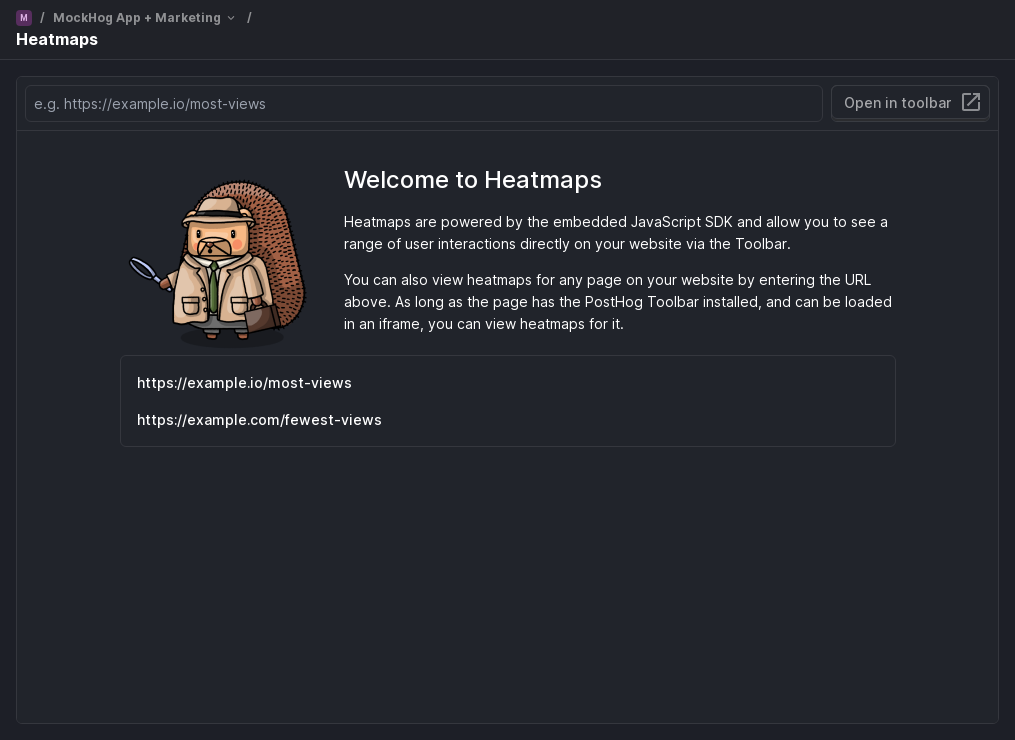 M / MockHog App + Marketing /
Heatmaps
e.g. https://example.io/most-views
Open in toolbar
Welcome to Heatmaps
Heatmaps are powered by the embedded JavaScript SDK and allow you to see a
range of user interactions directly on your website via the Toolbar.
You can also view heatmaps for any page on your website by entering the URL
above. As long as the page has the PostHog Toolbar installed, and can be loaded
in an iframe, you can view heatmaps for it.
https://example.io/most-views
https://example.com/fewest-views